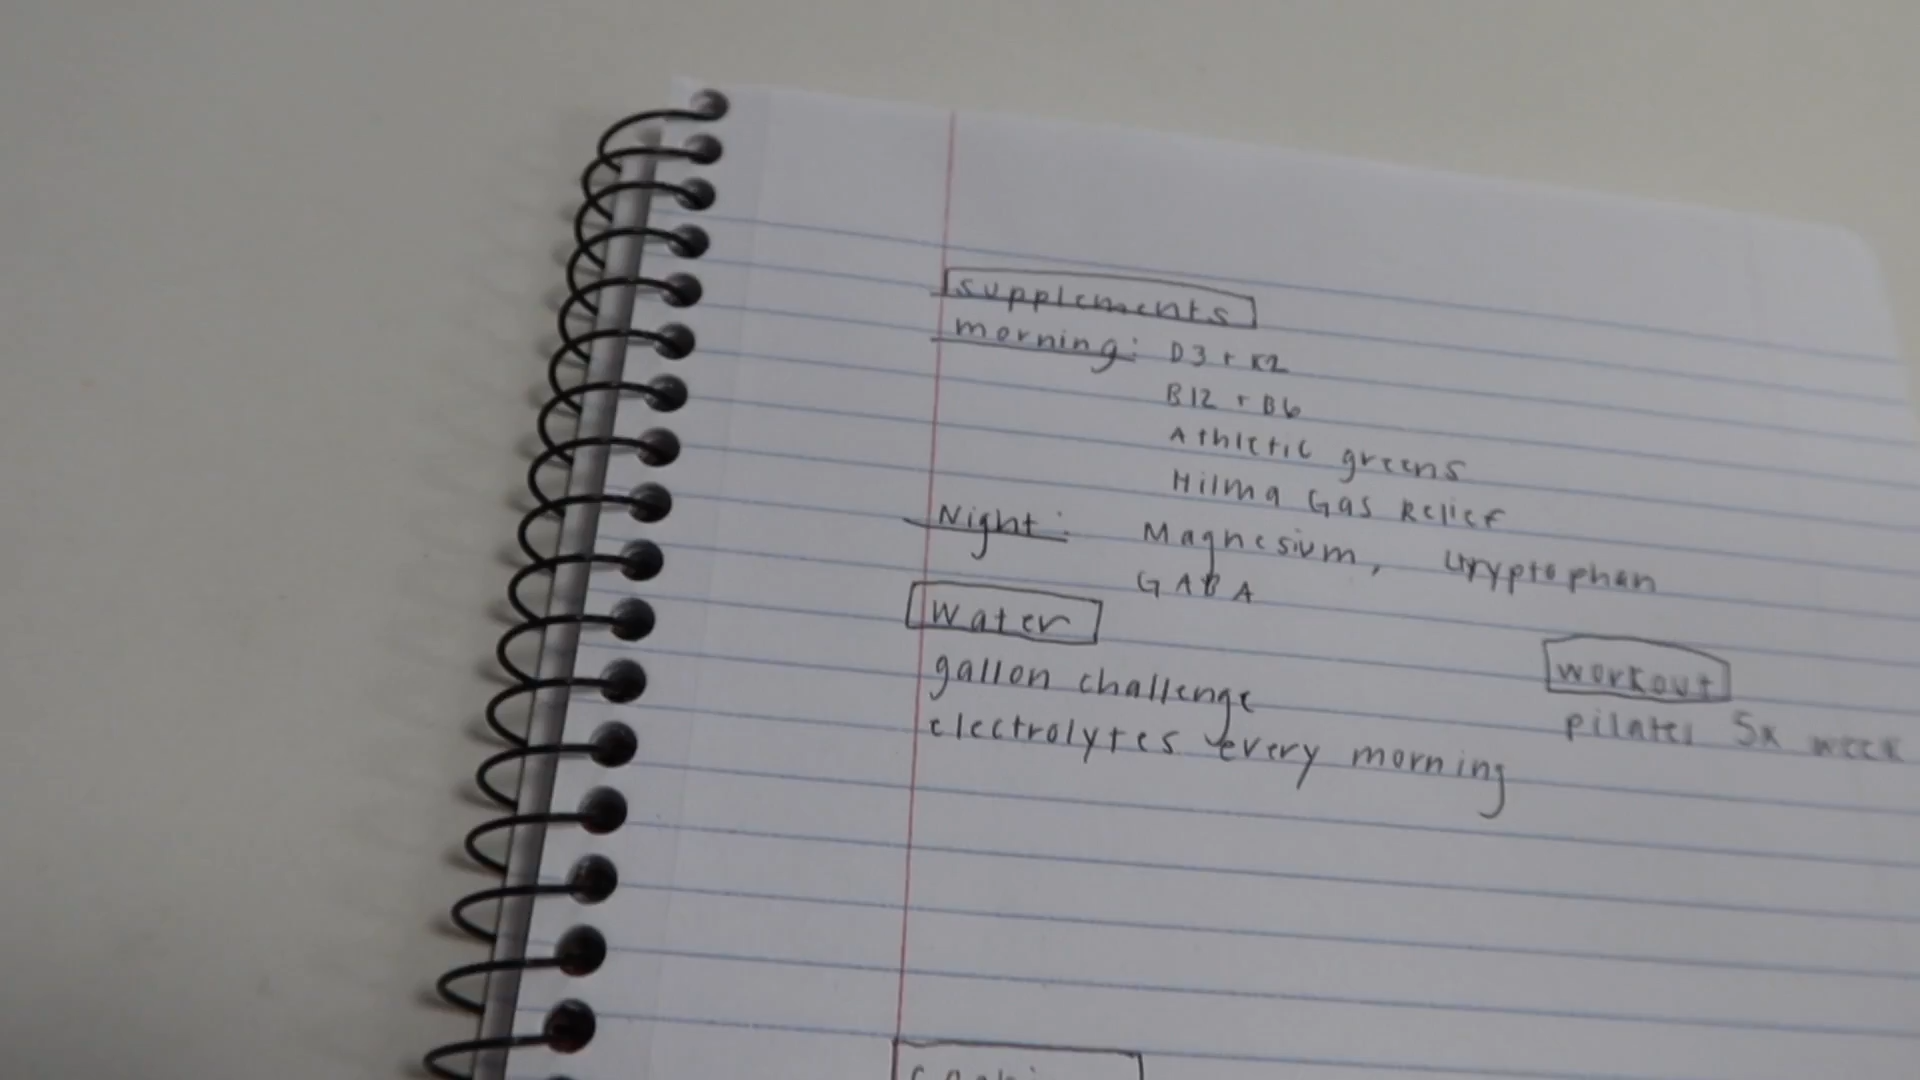 supplements
morning: D3 + K2
B12 + B6
Athletic greens
Hilma Gas Relief
Night: Magnesium,
GABA
water
gallon challenge
electrolytes every morning
workout
pilates 5x week